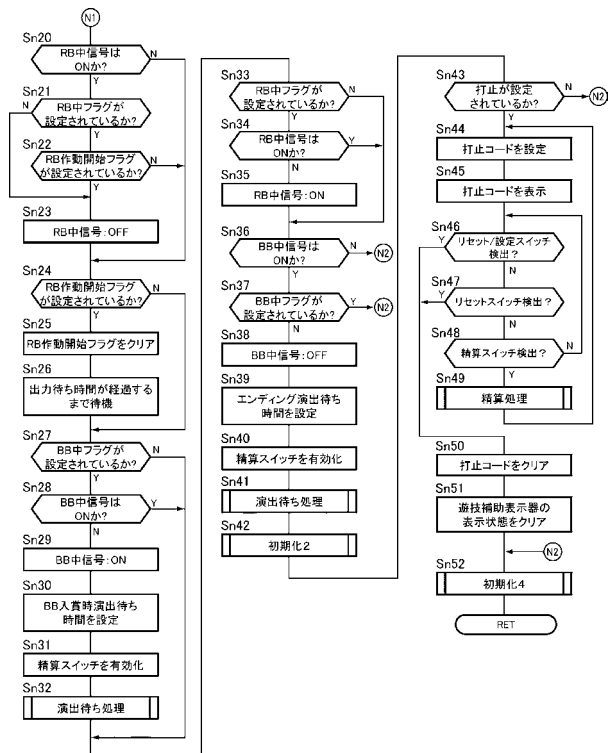 N1
Sn20
RB中信号は
ONか?
N
Y
Sn21
N
RB中フラグが
設定されているか?
Y
Sn22
RB作動開始フラグ
が設定されているか?
N
Y
Sn23
RB中信号:OFF
Sn24
RB作動開始フラグ
が設定されているか?
N
Y
Sn25
RB作動開始フラグをクリア
Sn26
出力待ち時間が経過する
まで待機
Sn27
BB中フラグが
設定されているか?
N
Y
Sn28
BB中信号は
ONか?
Y
N
Sn29
BB中信号:ON
Sn30
BB入賞時演出待ち
時間を設定
Sn31
精算スイッチを有効化
Sn32
演出待ち処理
Sn33
RB中フラグが
設定されているか?
N
Y
Sn34
RB中信号は
ONか?
Y
N
Sn35
RB中信号:ON
Sn36
BB中信号は
ONか?
N
N2
Y
Sn37
BB中フラグが
設定されているか?
Y
N2
N
Sn38
BB中信号:OFF
Sn39
エンディング演出待ち
時間を設定
Sn40
精算スイッチを有効化
Sn41
演出待ち処理
Sn42
初期化2
Sn43
打止が設定
されているか?
N
N2
Y
Sn44
打止コードを設定
Sn45
打止コードを表示
Sn46
Y
リセット/設定スイッチ
検出?
N
Sn47
Y
リセットスイッチ検出?
N
Sn48
精算スイッチ検出?
N
Y
Sn49
精算処理
Sn50
打止コードをクリア
Sn51
遊技補助表示器の
表示状態をクリア
N2
Sn52
初期化4
RET